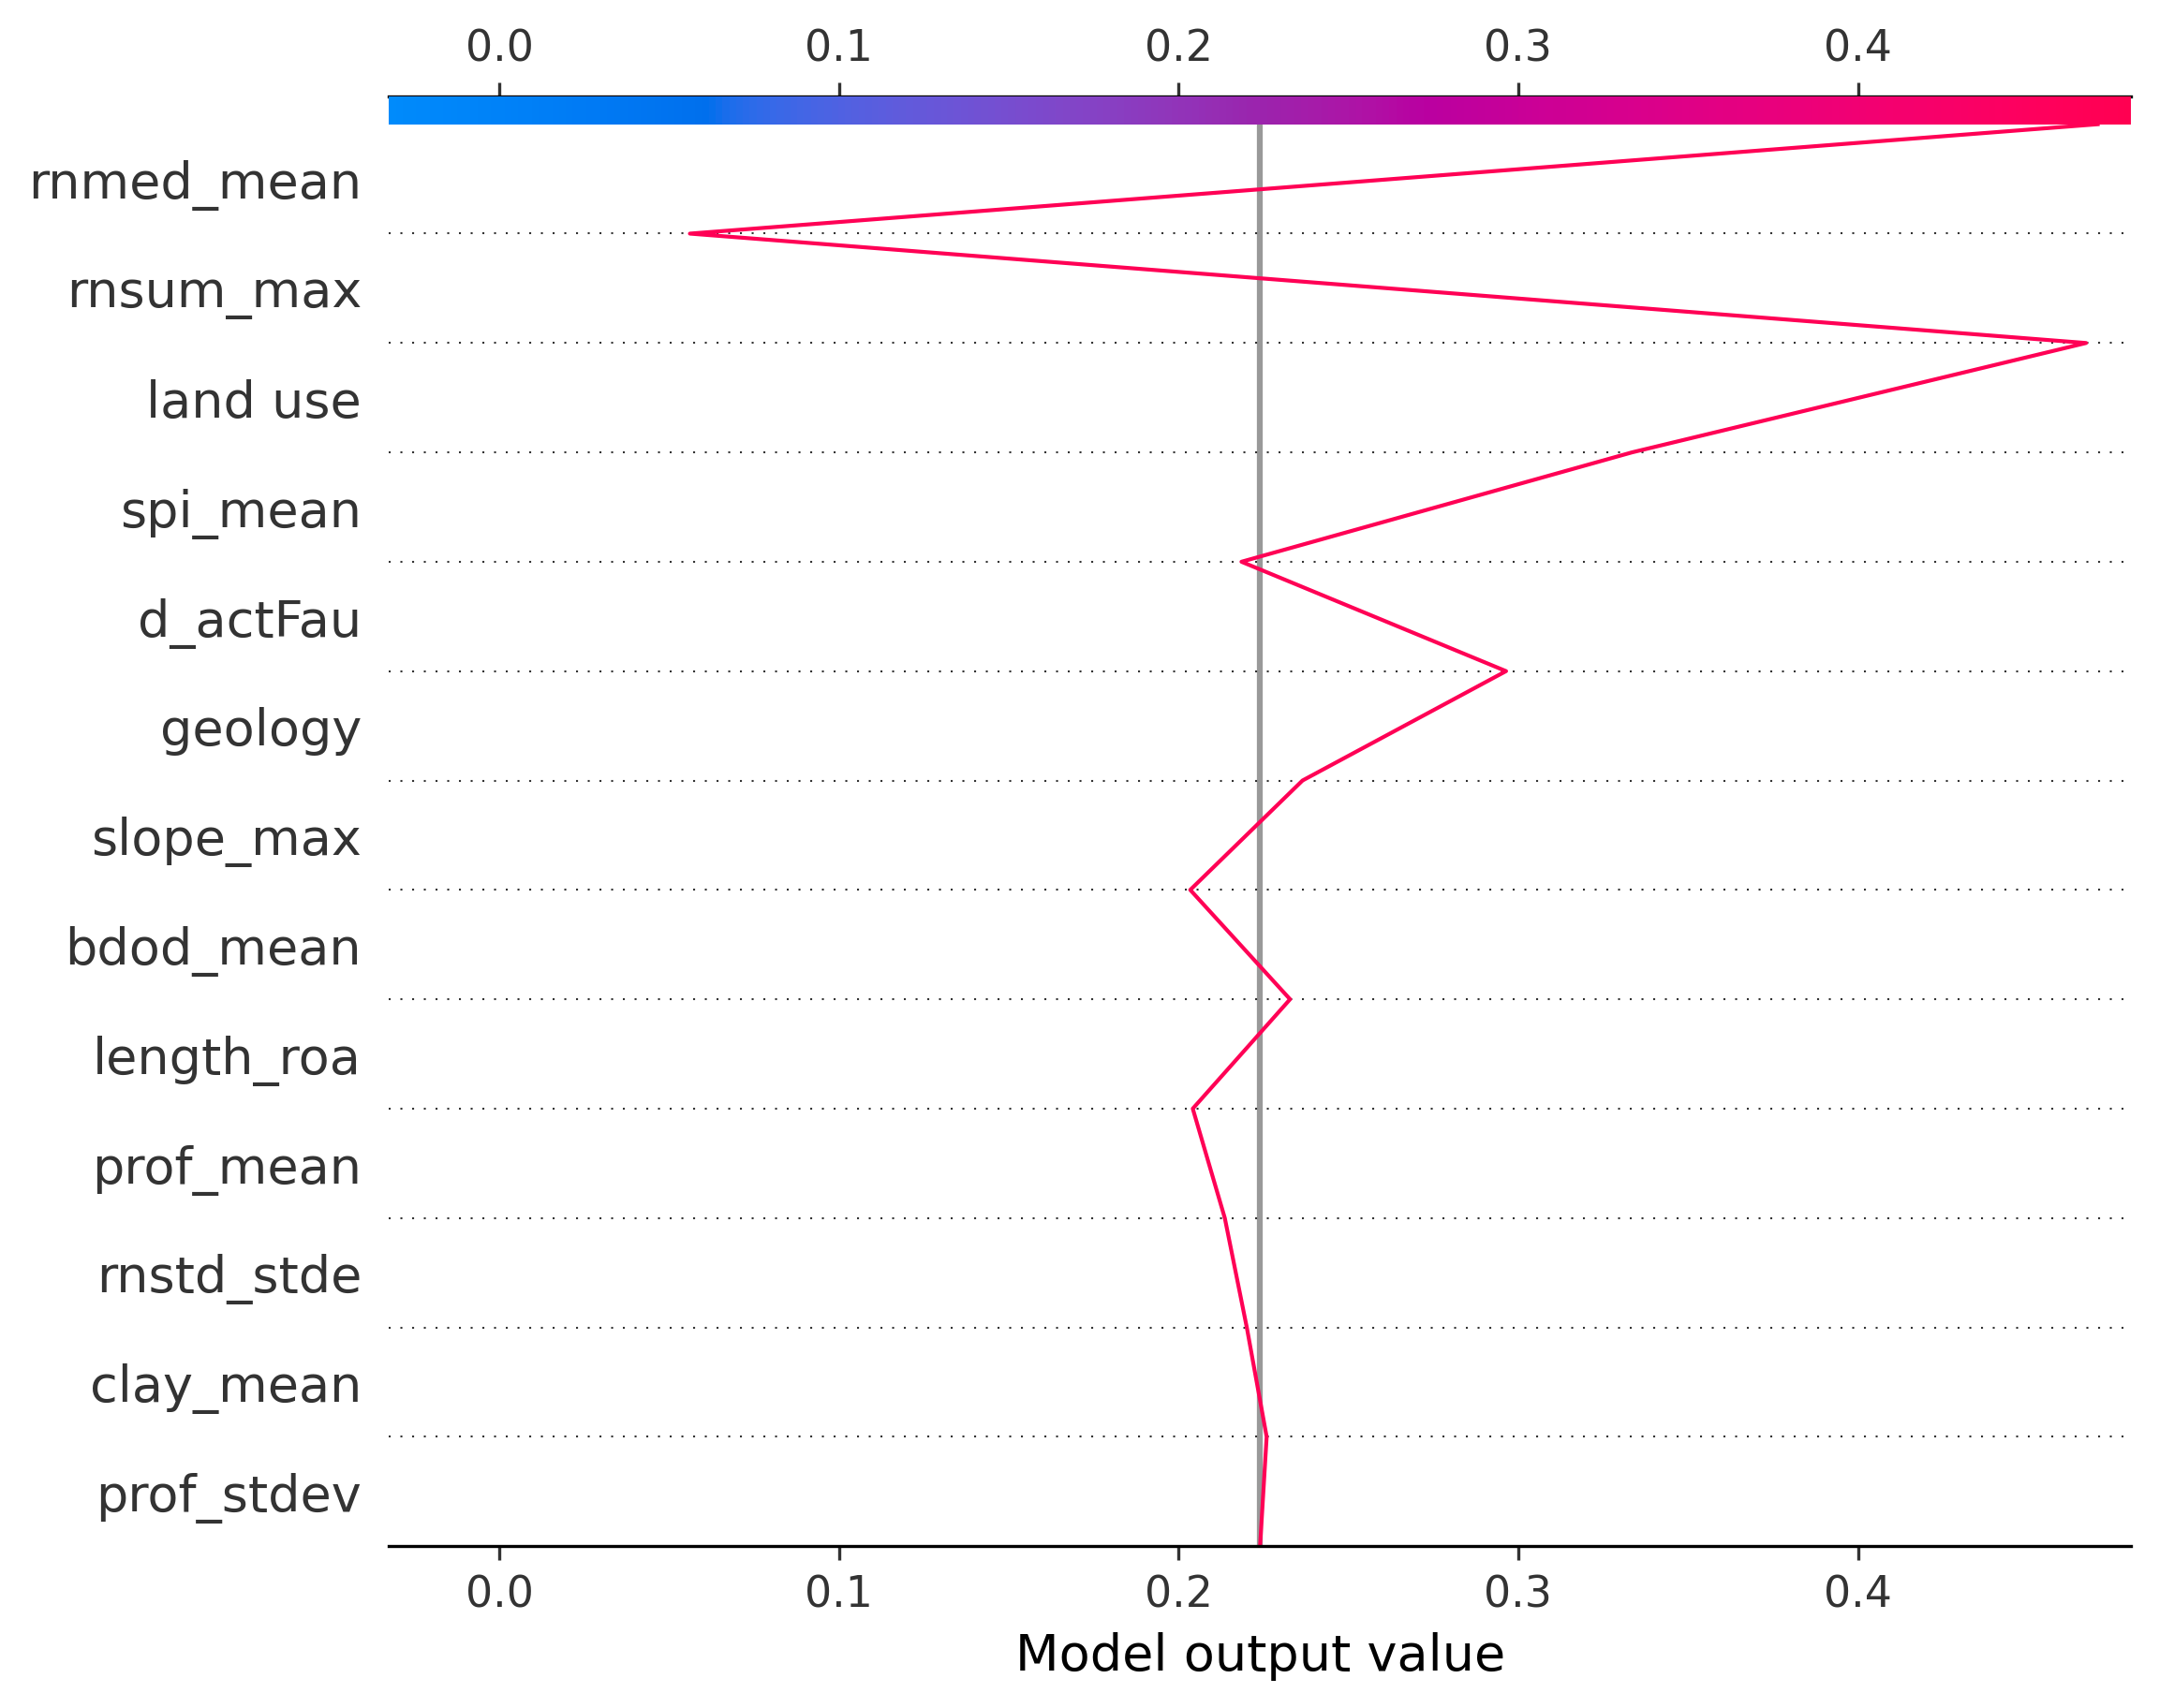 0.0 0.1 0.2 0.3 0.4
rnmed_mean
rnsum_max
land use
spi_mean
d_actFau
geology
slope_max
bdod_mean
length_roa
prof_mean
rnstd_stde
clay_mean
prof_stdev
0.0 0.1 0.2 0.3 0.4
Model output value